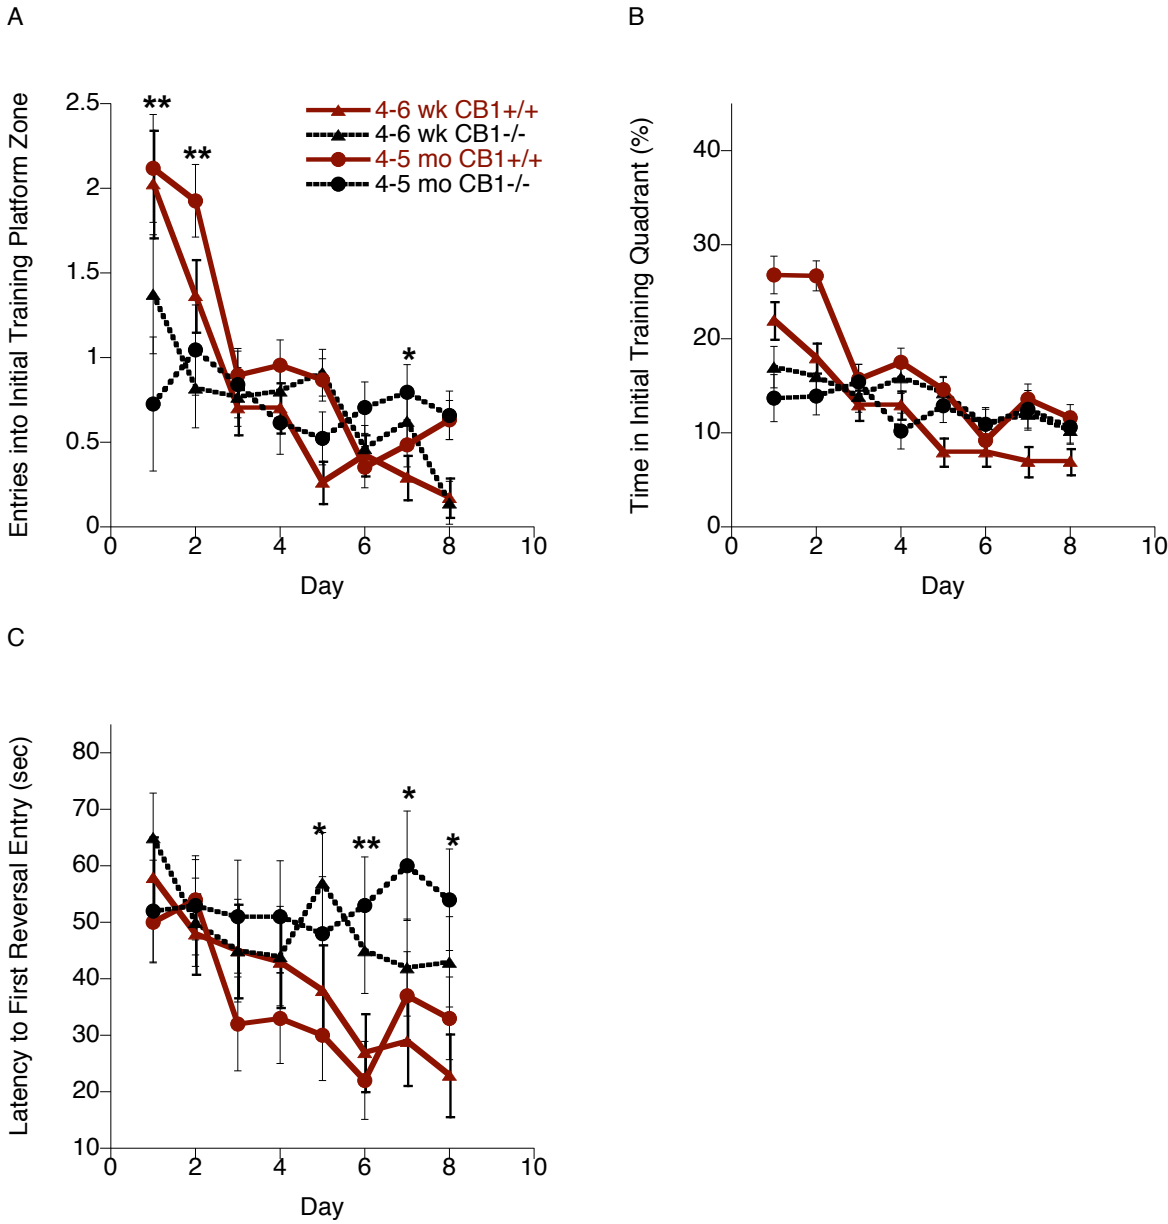 A
Entries into Initial Training Platform Zone
2.5
2
1.5
1
0.5
0
**
**
*
4-6 wk CB1+/+
4-6 wk CB1-/-
4-5 mo CB1+/+
4-5 mo CB1-/-
0 2 4 6 8 10
Day
B
Time in Initial Training Quadrant (%)
40
30
20
10
0
0 2 4 6 8 10
Day
C
Latency to First Reversal Entry (sec)
80
70
60
50
40
30
20
10
*
**
*
*
0 2 4 6 8 10
Day